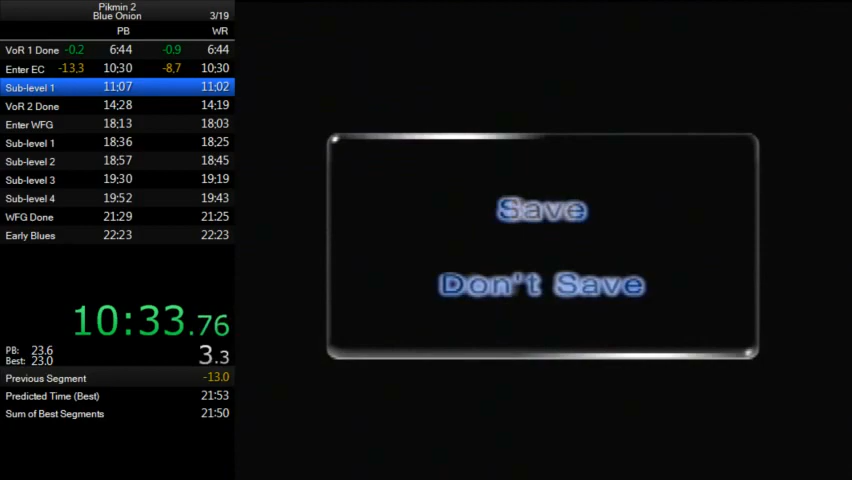 Pikmin 2
Blue Onion 3/19
PB WR
VoR 1 Done -0.2 6:44 -0.9 6:44
Enter EC -13,3 10;30 -8,7 10;30
Sub-level 1 11;07 11;02
VoR 2 Done 14;28 14;19
Enter WFG 18;13 18;03
Sub-level 1 18;36 18;25
Sub-level 2 18;57 18;45
Sub-level 3 19;30 19;19
Sub-level 4 19;52 19;43
WFG Done 21:29 21:25
Early Blues 22;23 22;23
Save
Don't Save
10:33.76
PB: 23.6
Best: 23.0
3.3
Previous Segment -13.0
Predicted Time (Best) 21:53
Sum of Best Segments 21:50